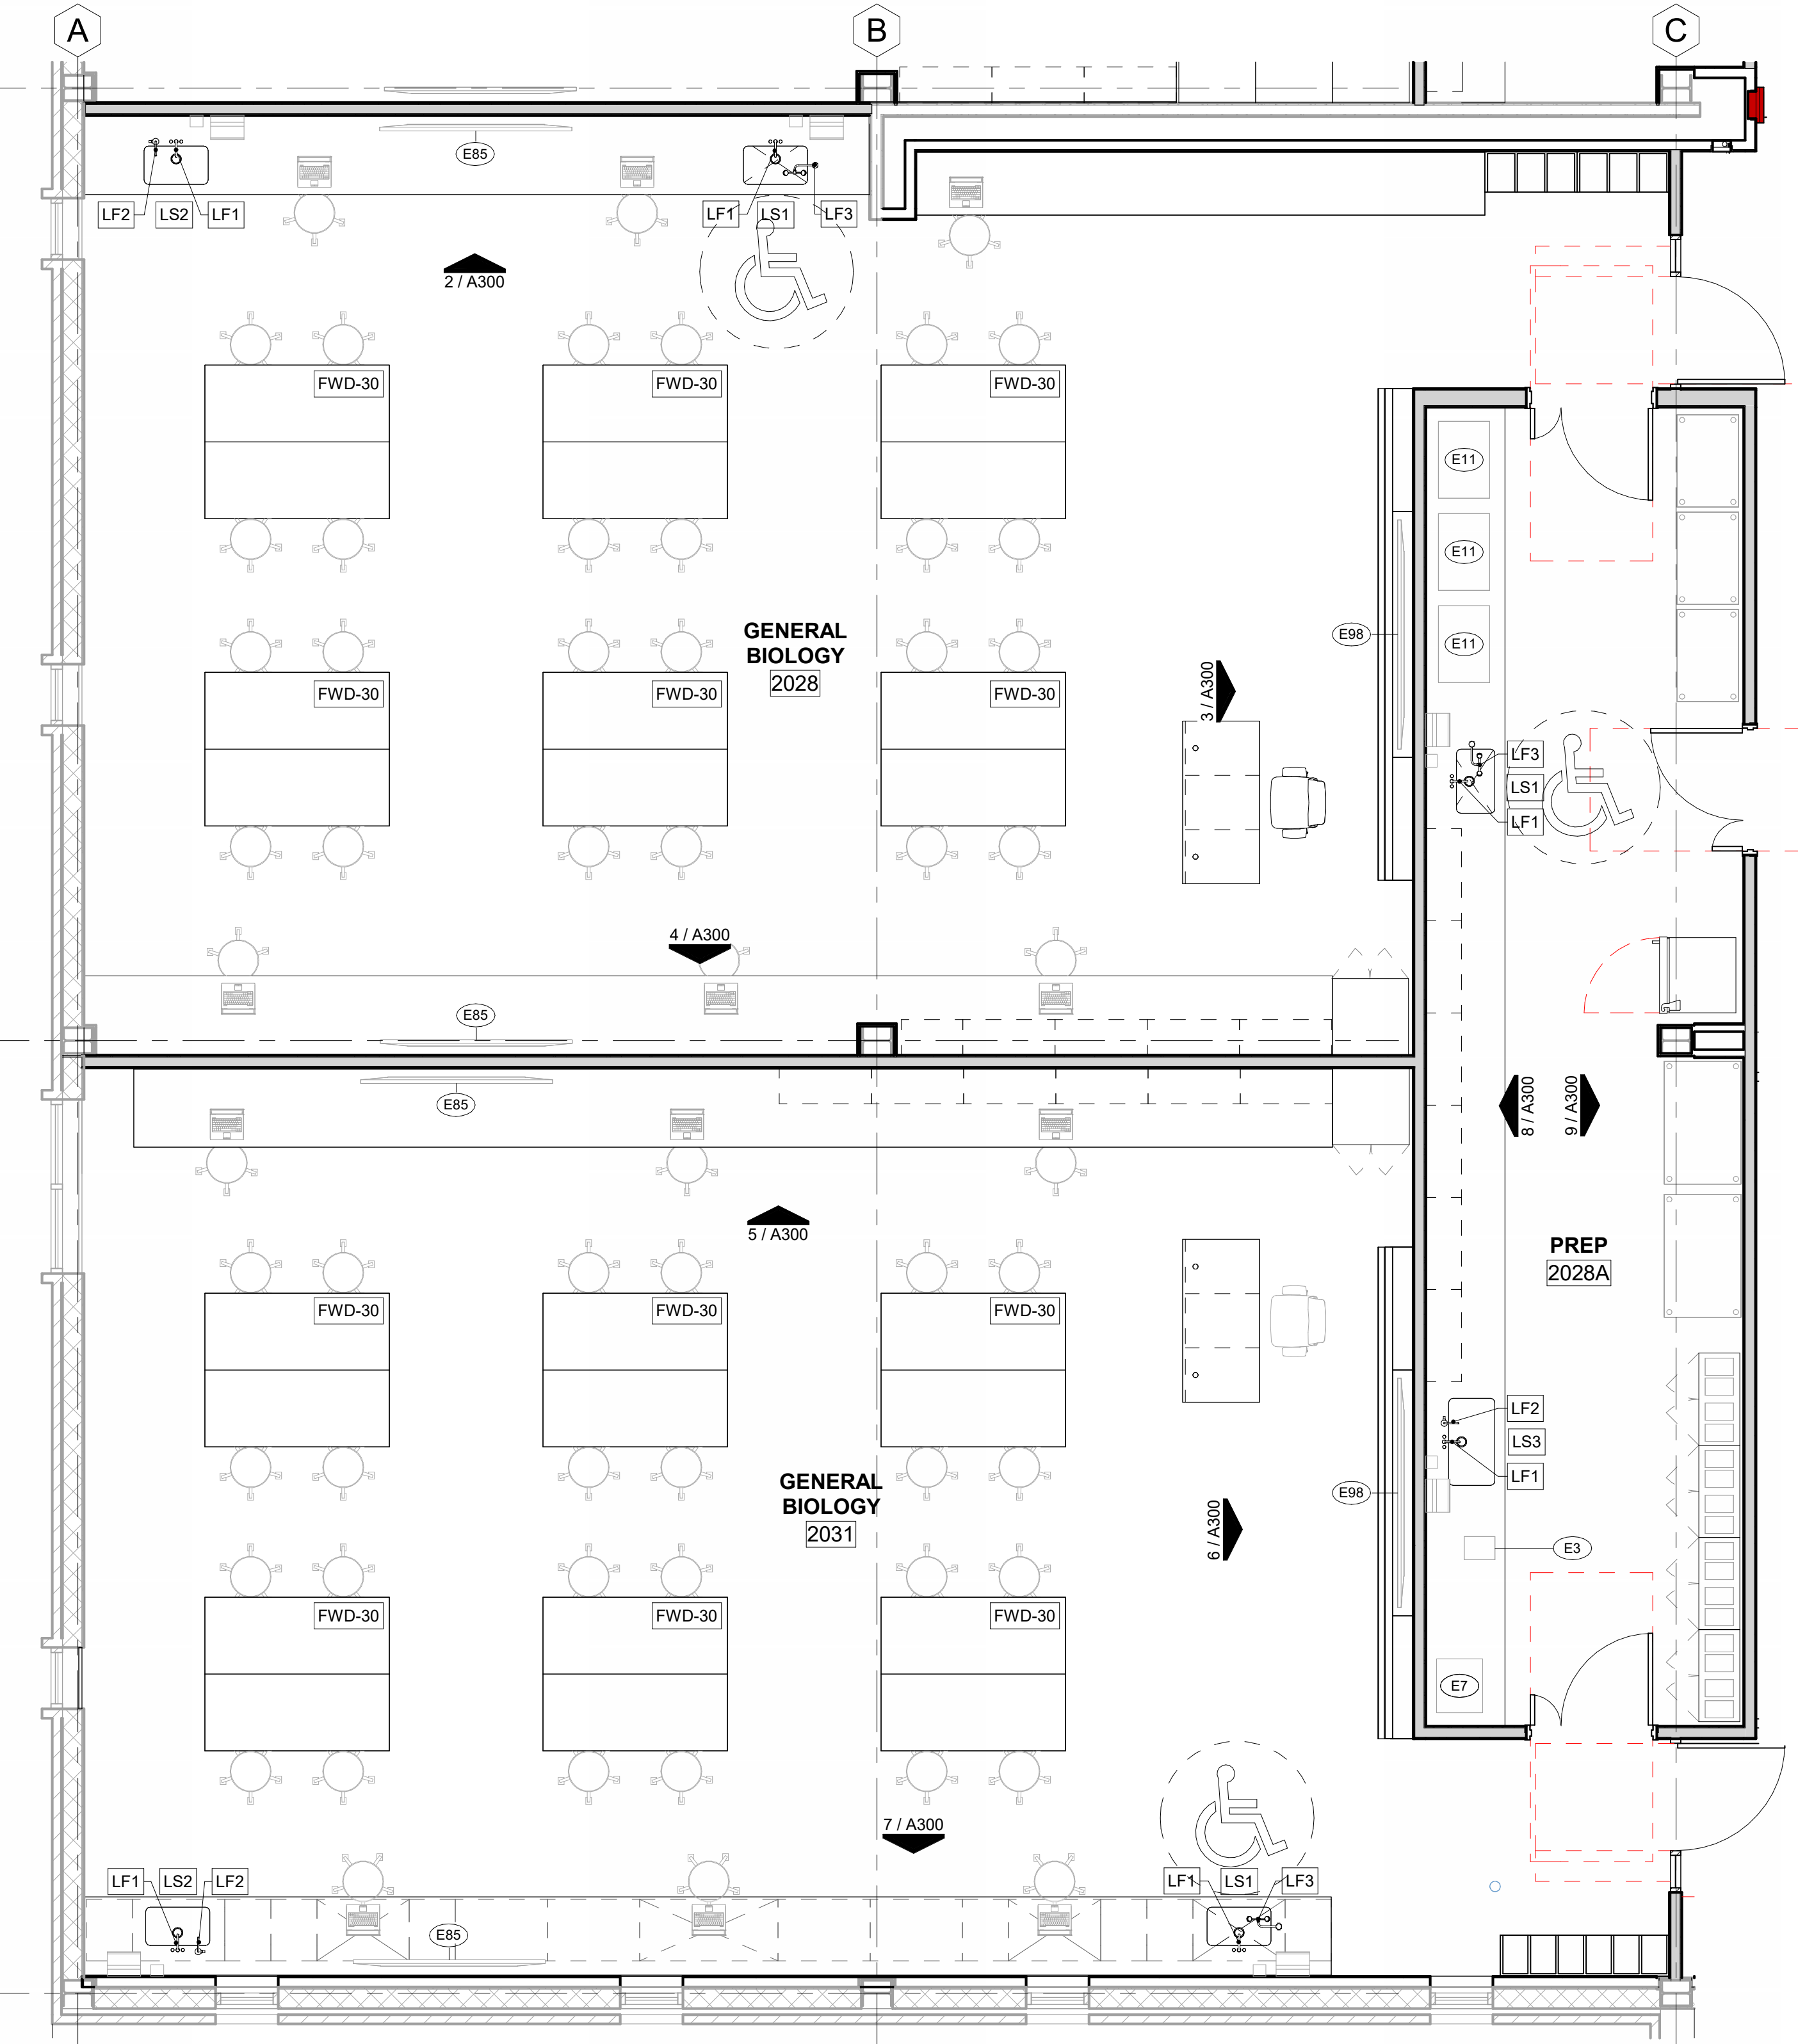 A
B
C
E85
LF2
LS2
LF1
LF1
LS1
LF3
2 / A300
FWD-30
FWD-30
FWD-30
E11
E11
E11
GENERAL
BIOLOGY
2028
E98
3 / A300
FWD-30
FWD-30
FWD-30
LF3
LS1
LF1
4 / A300
E85
E85
8 / A300
9 / A300
5 / A300
PREP
2028A
FWD-30
FWD-30
FWD-30
LF2
LS3
LF1
GENERAL
BIOLOGY
2031
E98
6 / A300
E3
FWD-30
FWD-30
FWD-30
E7
7 / A300
LF1
LS2
LF2
LF1
LS1
LF3
E85